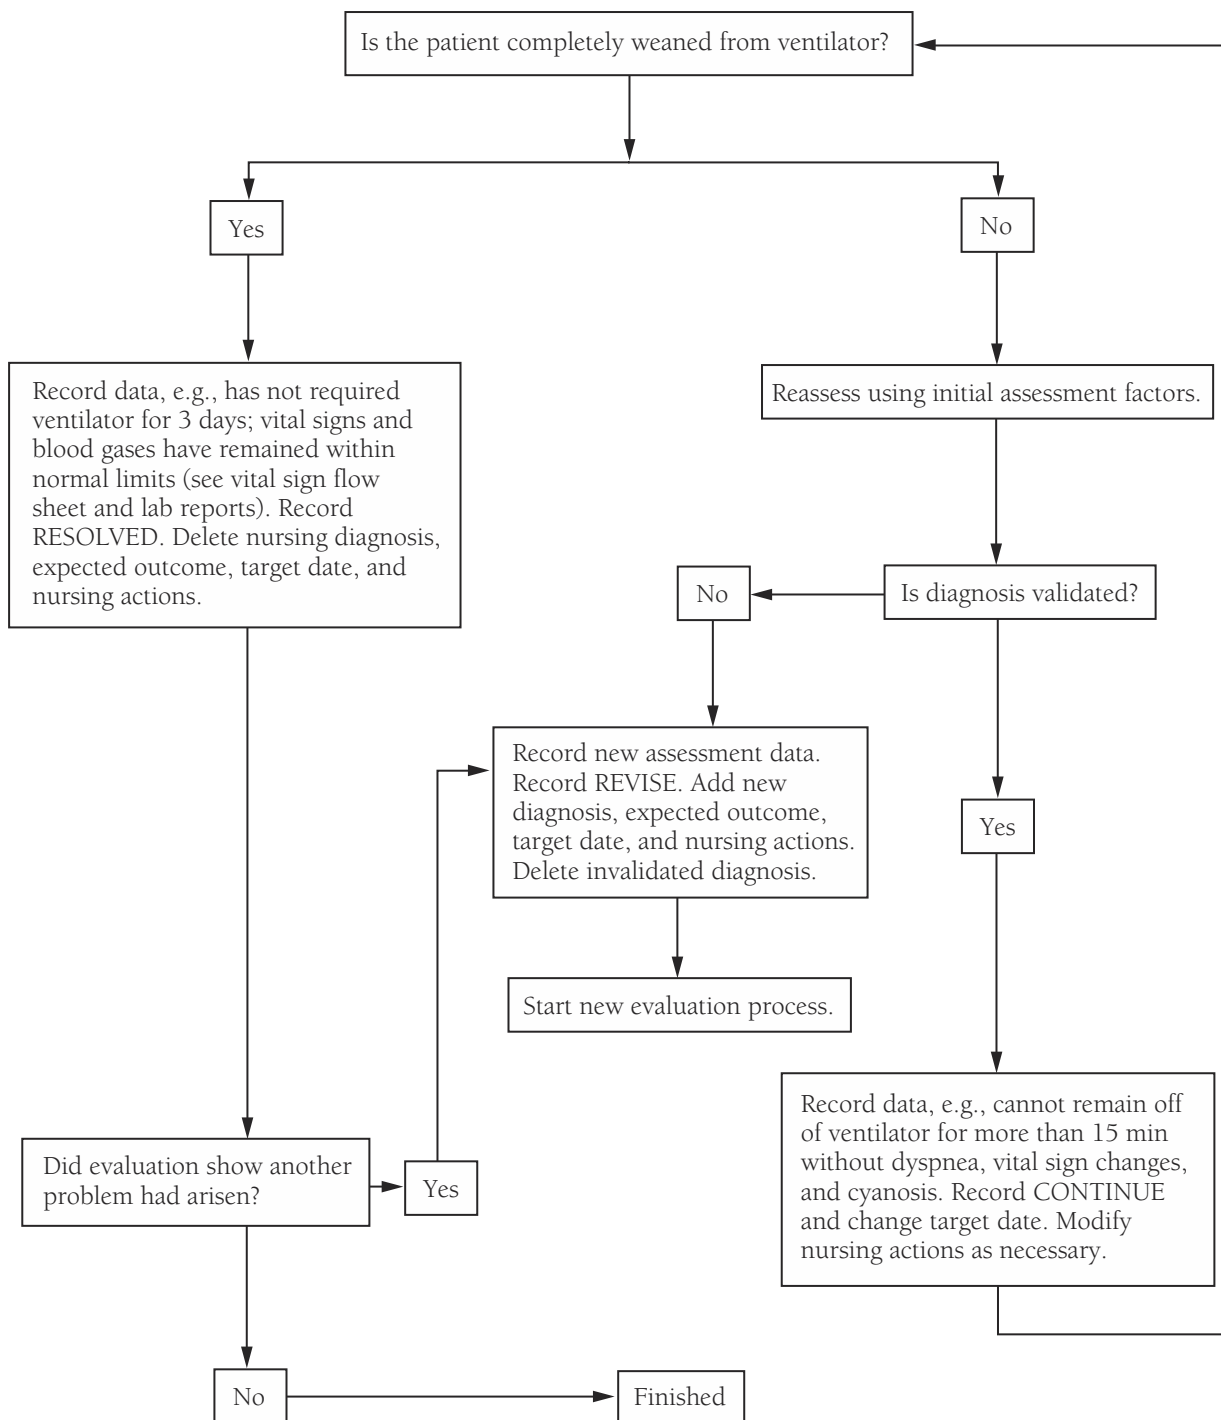 Is the patient completely weaned from ventilator?
Yes
No
Record data, e.g., has not required
ventilator for 3 days; vital signs and
blood gases have remained within
normal limits (see vital sign flow
sheet and lab reports). Record
RESOLVED. Delete nursing diagnosis,
expected outcome, target date, and
nursing actions.
Reassess using initial assessment factors.
No
Is diagnosis validated?
Record new assessment data.
Record REVISE. Add new
diagnosis, expected outcome,
target date, and nursing actions.
Delete invalidated diagnosis.
Yes
Start new evaluation process.
Record data, e.g., cannot remain off
of ventilator for more than 15 min
without dyspnea, vital sign changes,
and cyanosis. Record CONTINUE
and change target date. Modify
nursing actions as necessary.
Did evaluation show another
problem had arisen?
Yes
No
Finished